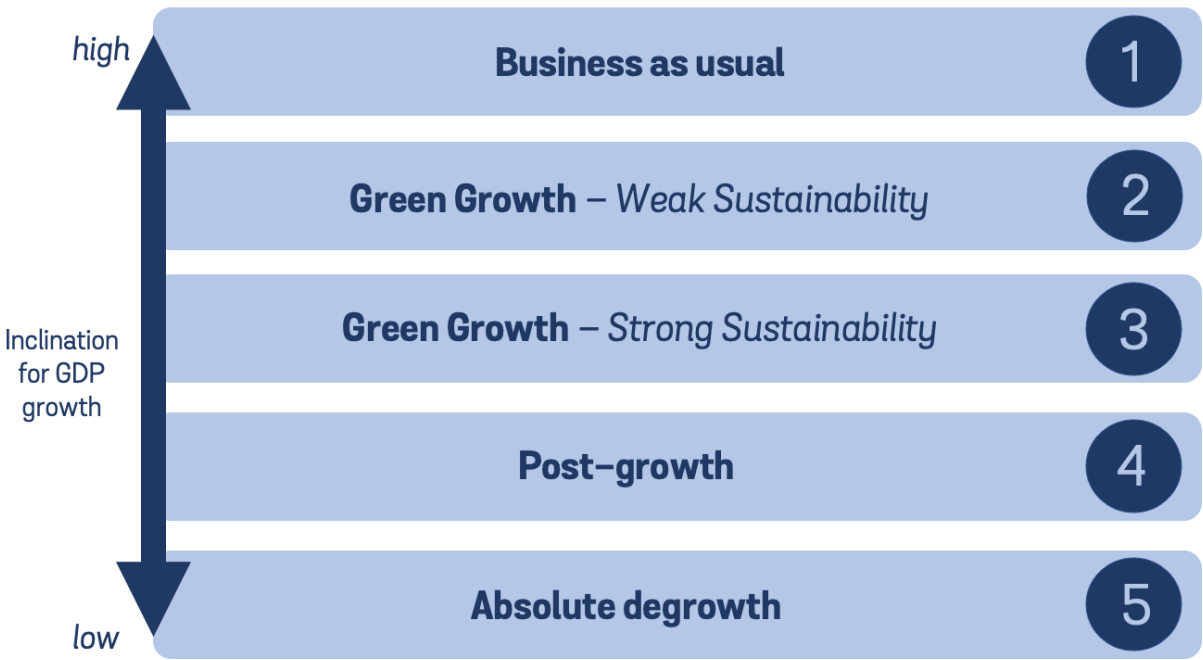 high
Business as usual
1
Green Growth – Weak Sustainability
2
Inclination
for GDP
growth
Green Growth – Strong Sustainability
3
Post-growth
4
Absolute degrowth
5
low